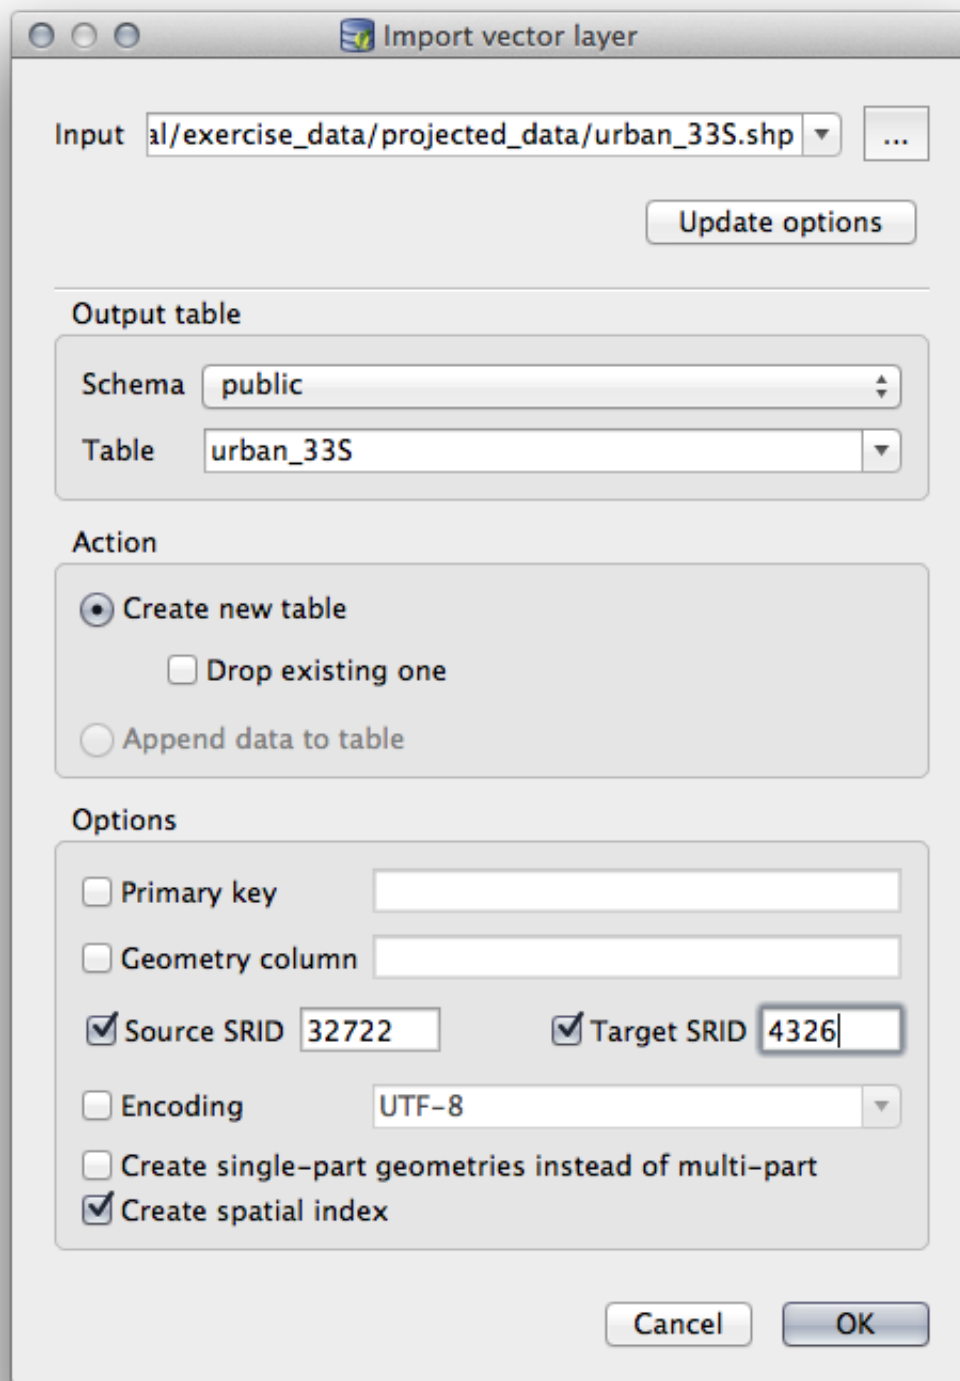 Import vector layer
Input al/exercise_data/projected_data/urban_33S.shp ...
Update options
Output table
Schema public
Table urban_33S
Action
Create new table
Drop existing one
Append data to table
Options
Primary key
Geometry column
Source SRID 32722 Target SRID 4326
Encoding UTF-8
Create single-part geometries instead of multi-part
Create spatial index
Cancel OK